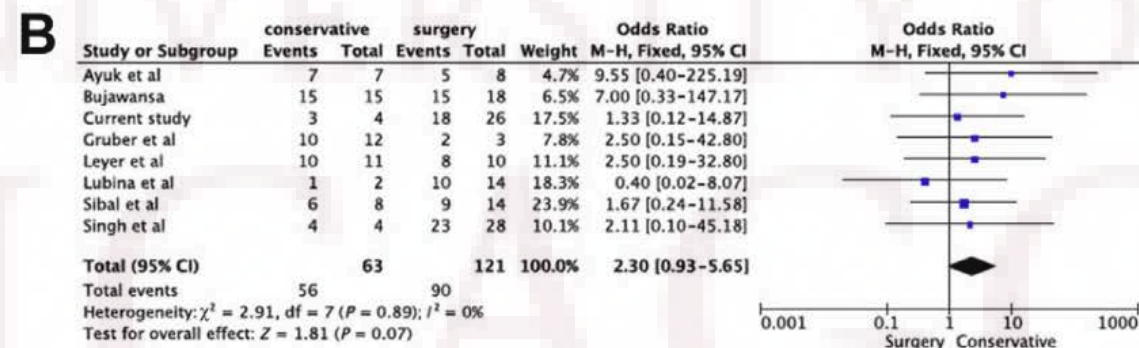 B
conservative surgery Odds Ratio Odds Ratio
Study or Subgroup Events Total Events Total Weight M-H, Fixed, 95% CI M-H, Fixed, 95% CI
Ayuk et al 7 7 5 8 4.7% 9.55 [0.40-225.19]
Bujawansa 15 15 15 18 6.5% 7.00 [0.33-147.17]
Current study 3 4 18 26 17.5% 1.33 [0.12-14.87]
Gruber et al 10 12 2 3 7.8% 2.50 [0.15-42.80]
Leyer et al 10 11 8 10 11.1% 2.50 [0.19-32.80]
Lubina et al 1 2 10 14 18.3% 0.40 [0.02-8.07]
Sibal et al 6 8 9 14 23.9% 1.67 [0.24-11.58]
Singh et al 4 4 23 28 10.1% 2.11 [0.10-45.18]
Total (95% CI) 63 121 100.0% 2.30 [0.93-5.65]
Total events 56 90
Heterogeneity: χ² = 2.91, df = 7 (P = 0.89); I² = 0%
Test for overall effect: Z = 1.81 (P = 0.07)
0.001 0.1 1 10 1000
Surgery Conservative